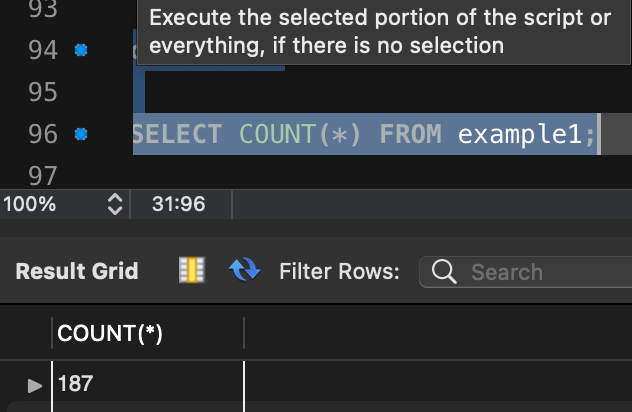 93
Execute the selected portion of the script or
everything, if there is no selection
94
95
96 SELECT COUNT(*) FROM example1;
97
100% 31:96
Result Grid Filter Rows: Search
COUNT(*)
187